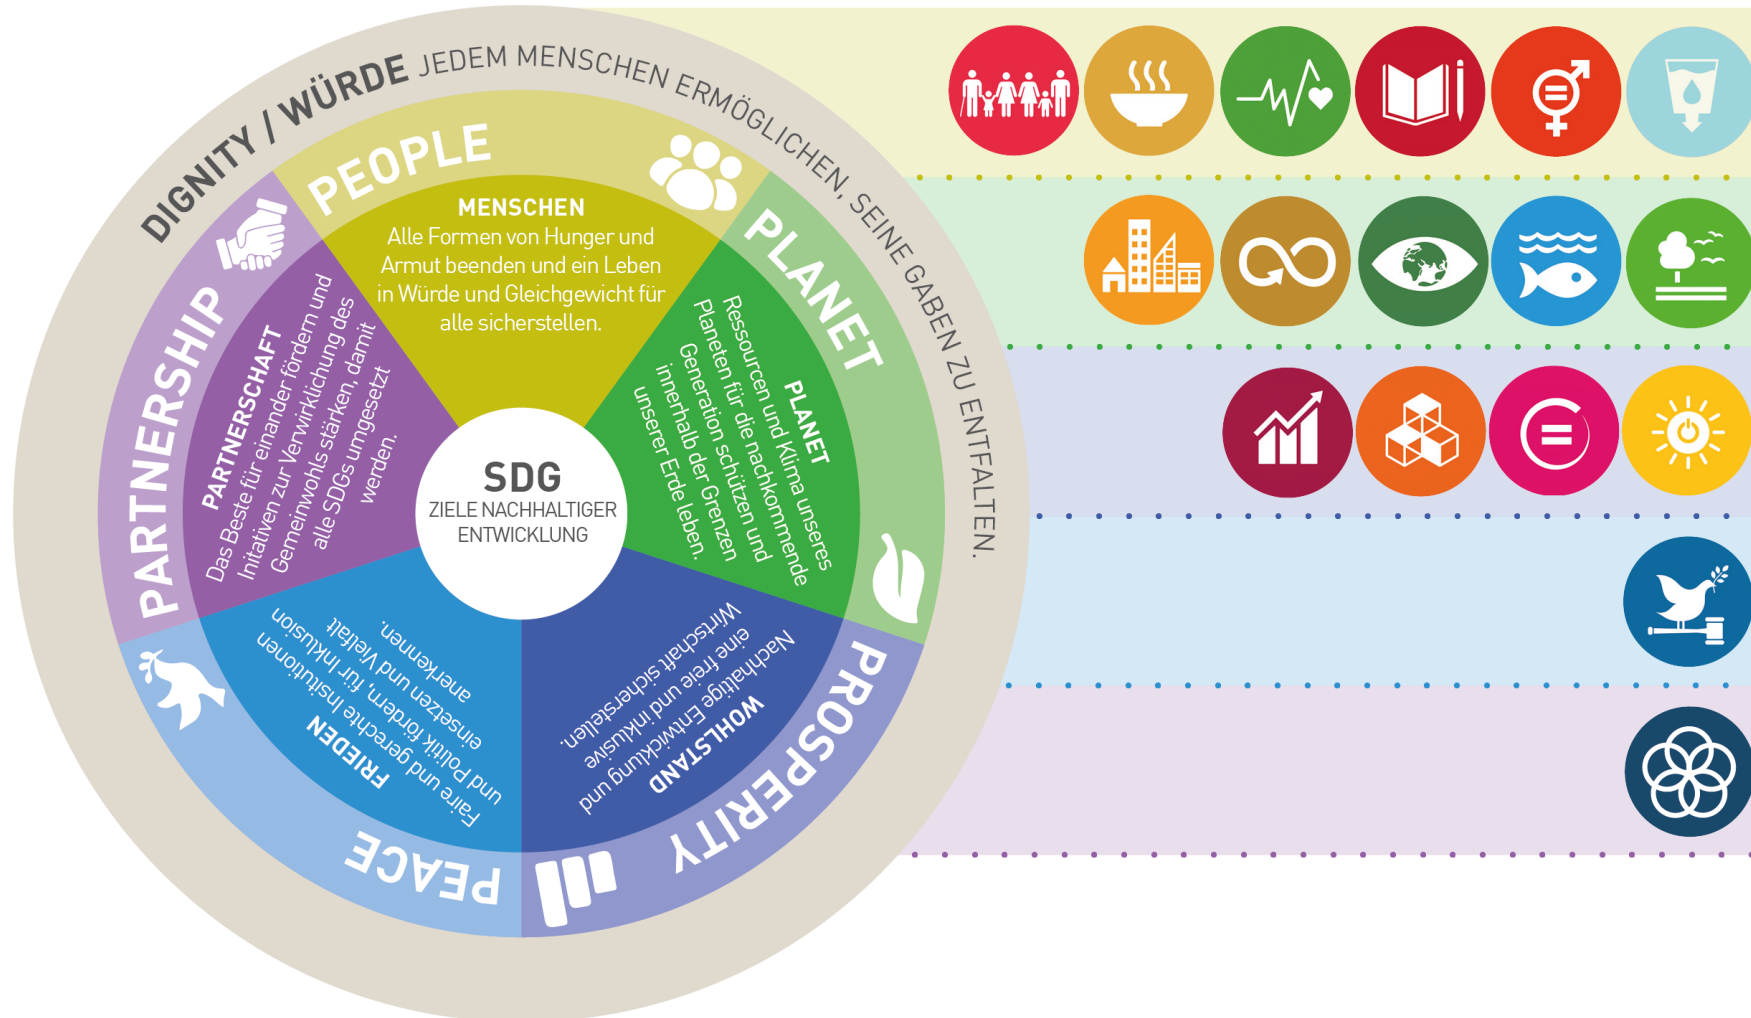 DIGNITY / WÜRDE JEDEM MENSCHEN ERMÖGLICHEN, SEINE GABEN ZU ENTFALTEN.
PEOPLE
MENSCHEN
Alle Formen von Hunger und
Armut beenden und ein Leben
in Würde und Gleichgewicht für
alle sicherstellen.
PLANET
PLANET
Ressourcen und Klima unseres
Planeten für die nachkommende
Generation schützen und
innerhalb der Grenzen
unserer Erde leben.
PROSPERITY
WOHLSTAND
Nachhaltige Entwicklung und
eine freie und inklusive
Wirtschaft sicherstellen.
PEACE
FRIEDEN
Faire und gerechte Insitutionen
und Politik fördern, für Inklusion
einsetzen und Vielfalt
anerkennen.
PARTNERSHIP
PARTNERSCHAFT
Das Beste für einander fördern und
Initativen zur Verwirklichung des
Gemeinwohls stärken, damit
alle SDGs umgesetzt
werden.
SDG
ZIELE NACHHALTIGER
ENTWICKLUNG